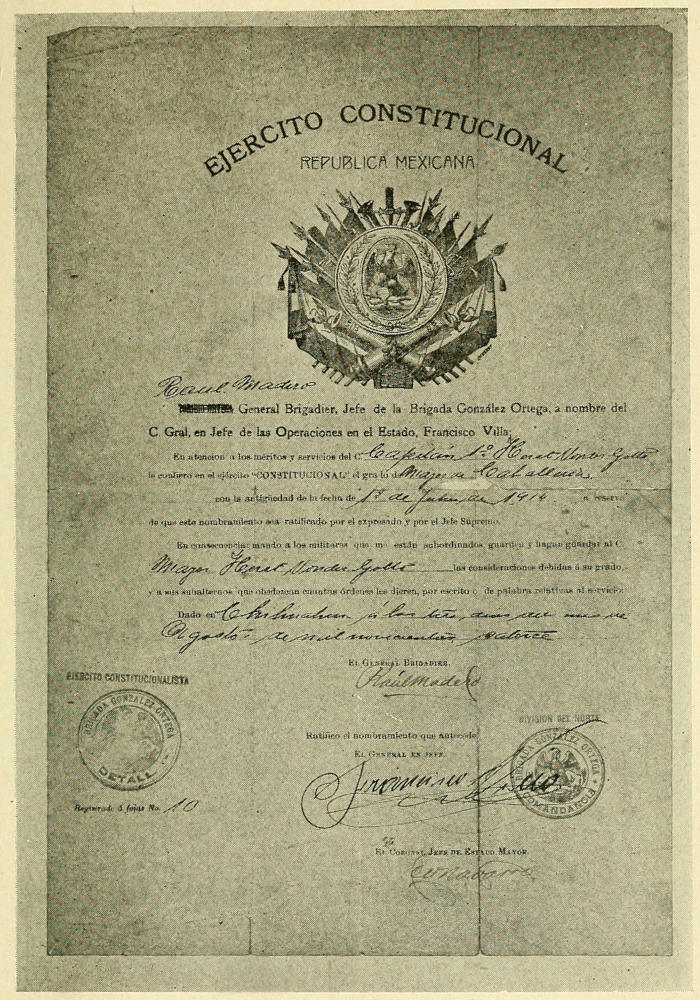 EJERCITO CONSTITUCIONAL
REPUBLICA MEXICANA
Raul Madero
General Brigadier, Jefe de la Brigada González Ortega, a nombre del
C. Gral, en Jefe de las Operaciones en el Estado, Francisco Villa;
En atencion a los méritos y servicios del C. Capitán 1º Horst Von der Goltz
le confiero en el ejército "CONSTITUCIONAL" el grado de Mayor de Caballería
con la antigüedad de la fecha de 1º de Julio de 1914 a reserva
de que este nombramiento sea ratificado por el expresado y por el Jefe Supremo.
En consecuencia: mando a los militares que me están subordinados, guarden y hagan guardar al C.
Mayor Horst Von der Goltz las consideraciones debidas á su grado,
y a sus subalternos que obedezcan cuantas órdenes les dieren, por escrito ó de palabra relativas al servicio.
Dado en Chihuahua á los tres dias del mes de
Agosto de mil novecientos catorce
EL GENERAL BRIGADIER,
Raúl Madero
EJERCITO CONSTITUCIONALISTA
BRIGADA GONZALEZ ORTEGA
DETALL
Registrado á fojas No. 10
Ratifico el nombramiento que antecede
EL GENERAL EN JEFE,
Francisco Villa
DIVISION DEL NORTE
BRIGADA GONZALEZ ORTEGA
COMANDANCIA
EL CORONEL JEFE DE ESTADO MAYOR.